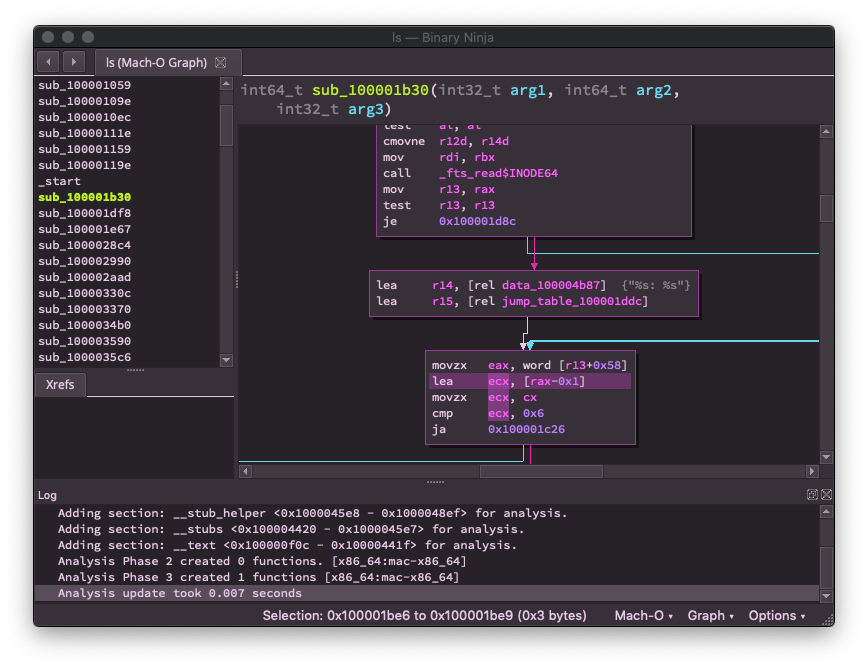 ls — Binary Ninja
ls (Mach-O Graph)
sub_100001059
sub_10000109e
sub_1000010ec
sub_10000111e
sub_100001159
sub_10000119e
_start
sub_100001b30
sub_100001df8
sub_100001e67
sub_1000028c4
sub_100002990
sub_100002aad
sub_10000330c
sub_100003370
sub_1000034b0
sub_100003590
sub_1000035c6
Xrefs
int64_t sub_100001b30(int32_t arg1, int64_t arg2,
int32_t arg3)
test al, al
cmovne r12d, r14d
mov rdi, rbx
call _fts_read$INODE64
mov r13, rax
test r13, r13
je 0x100001d8c
lea r14, [rel data_100004b87] {"%s: %s"}
lea r15, [rel jump_table_100001ddc]
movzx eax, word [r13+0x58]
lea ecx, [rax-0x1]
movzx ecx, cx
cmp ecx, 0x6
ja 0x100001c26
Log
Adding section: __stub_helper <0x1000045e8 - 0x1000048ef> for analysis.
Adding section: __stubs <0x100004420 - 0x1000045e7> for analysis.
Adding section: __text <0x100000f0c - 0x10000441f> for analysis.
Analysis Phase 2 created 0 functions. [x86_64:mac-x86_64]
Analysis Phase 3 created 1 functions [x86_64:mac-x86_64]
Analysis update took 0.007 seconds
Selection: 0x100001be6 to 0x100001be9 (0x3 bytes) Mach-O Graph Options